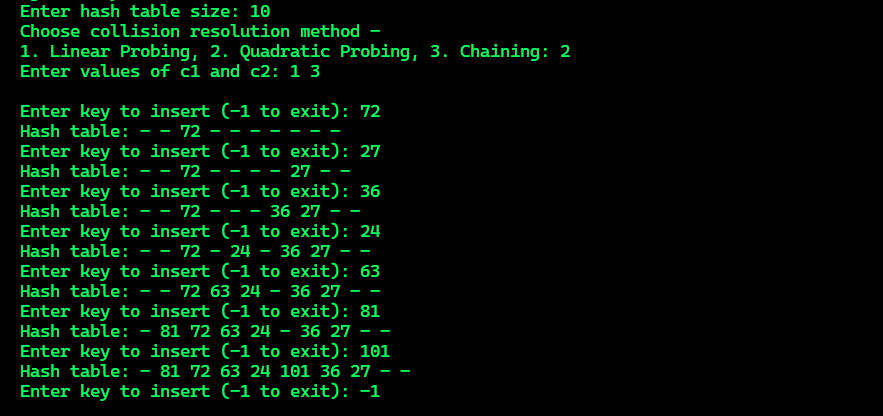 Enter hash table size: 10
Choose collision resolution method -
1. Linear Probing, 2. Quadratic Probing, 3. Chaining: 2
Enter values of c1 and c2: 1 3
Enter key to insert (-1 to exit): 72
Hash table: - - 72 - - - - - - -
Enter key to insert (-1 to exit): 27
Hash table: - - 72 - - - - 27 - -
Enter key to insert (-1 to exit): 36
Hash table: - - 72 - - - 36 27 - -
Enter key to insert (-1 to exit): 24
Hash table: - - 72 - 24 - 36 27 - -
Enter key to insert (-1 to exit): 63
Hash table: - - 72 63 24 - 36 27 - -
Enter key to insert (-1 to exit): 81
Hash table: - 81 72 63 24 - 36 27 - -
Enter key to insert (-1 to exit): 101
Hash table: - 81 72 63 24 101 36 27 - -
Enter key to insert (-1 to exit): -1